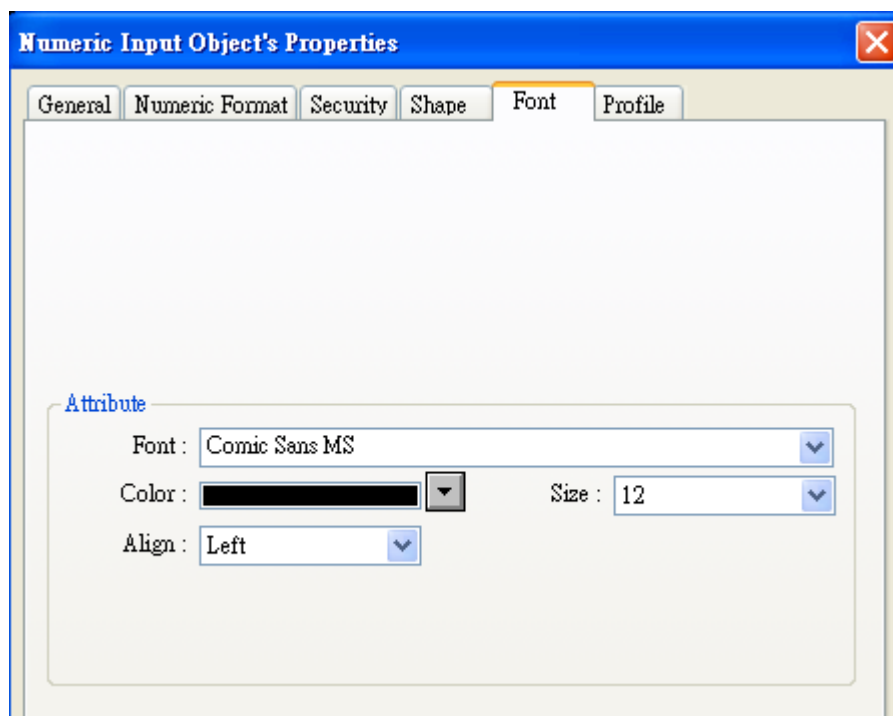 Numeric Input Object's Properties
General Numeric Format Security Shape Font Profile
Attribute
Font : Comic Sans MS
Color : Size : 12
Align : Left